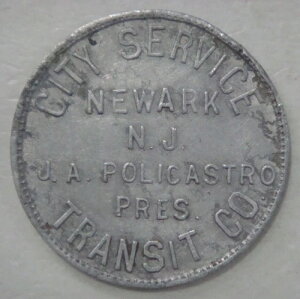 CITY SERVICE
NEWARK
N.J.
J.A. POLICASTRO
PRES.
TRANSIT CO.